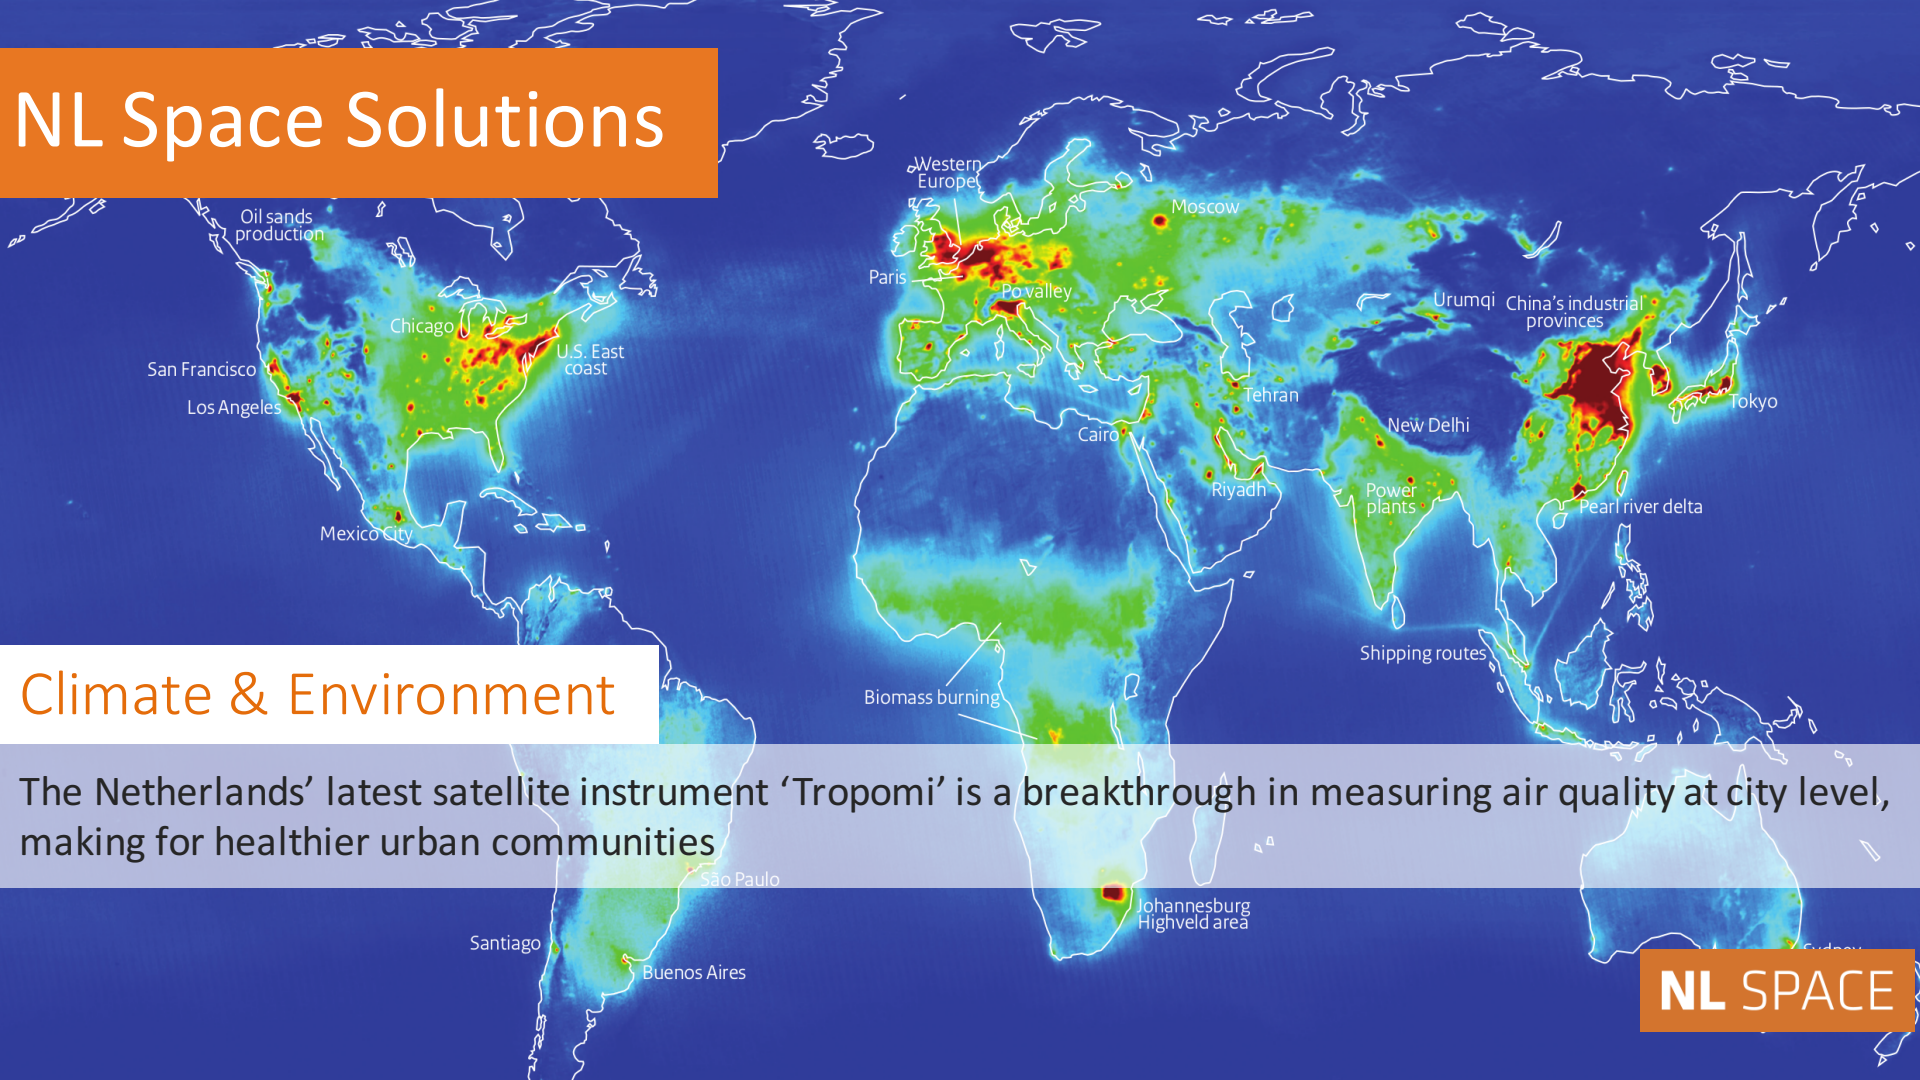 NL Space Solutions
Western
Europe
Moscow
Oil sands
production
Paris
Po valley
Urumqi
China's industrial
provinces
Chicago
U.S. East
coast
San Francisco
Los Angeles
Tehran
Tokyo
New Delhi
Cairo
Riyadh
Power
plants
Pearl river delta
Mexico City
Shipping routes
Biomass burning
Climate & Environment
The Netherlands’ latest satellite instrument ‘Tropomi’ is a breakthrough in measuring air quality at city level,
making for healthier urban communities
São Paulo
Johannesburg
Highveld area
Santiago
Sydney
Buenos Aires
NL SPACE